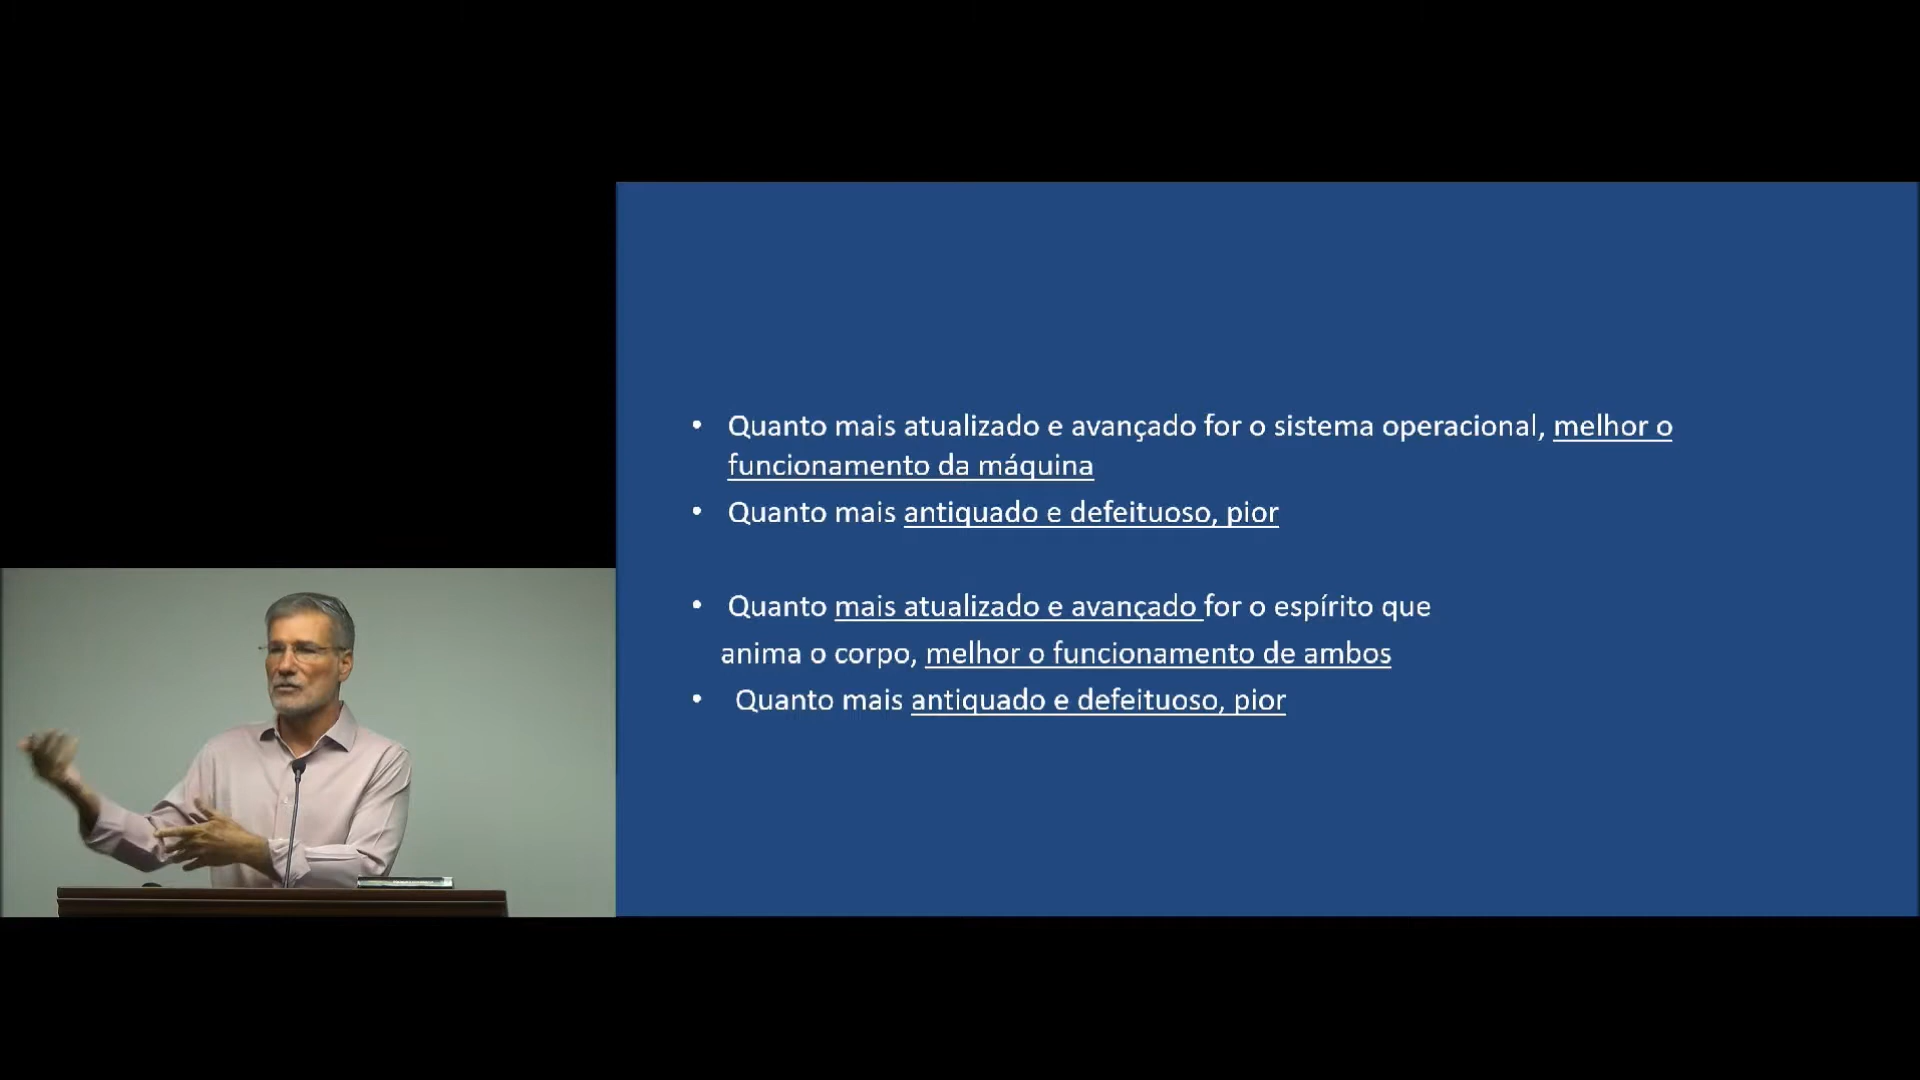 • Quanto mais atualizado e avançado for o sistema operacional, melhor o
funcionamento da máquina
• Quanto mais antiquado e defeituoso, pior
• Quanto mais atualizado e avançado for o espírito que
anima o corpo, melhor o funcionamento de ambos
• Quanto mais antiquado e defeituoso, pior